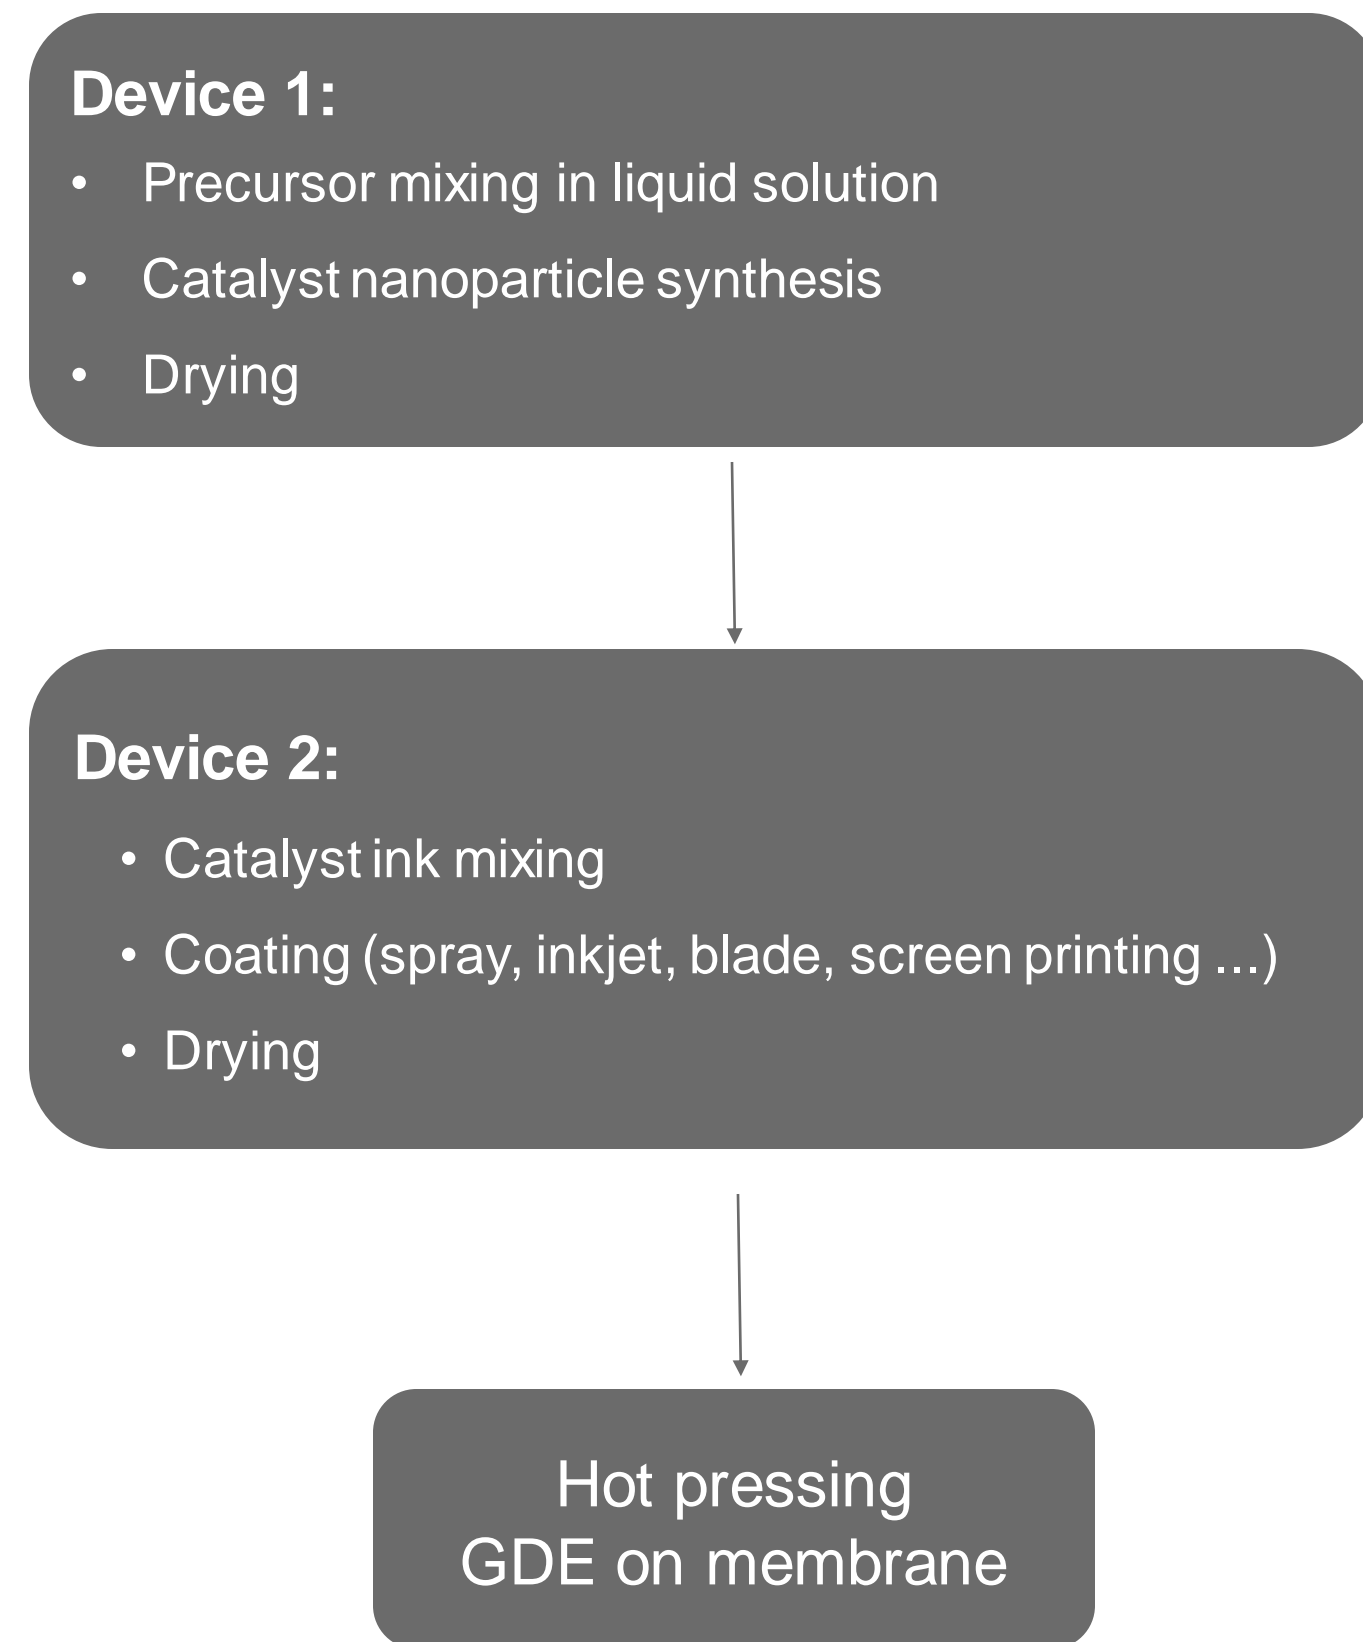 Device 1:
• Precursor mixing in liquid solution
• Catalyst nanoparticle synthesis
• Drying
Device 2:
• Catalyst ink mixing
• Coating (spray, inkjet, blade, screen printing ...)
• Drying
Hot pressing
GDE on membrane